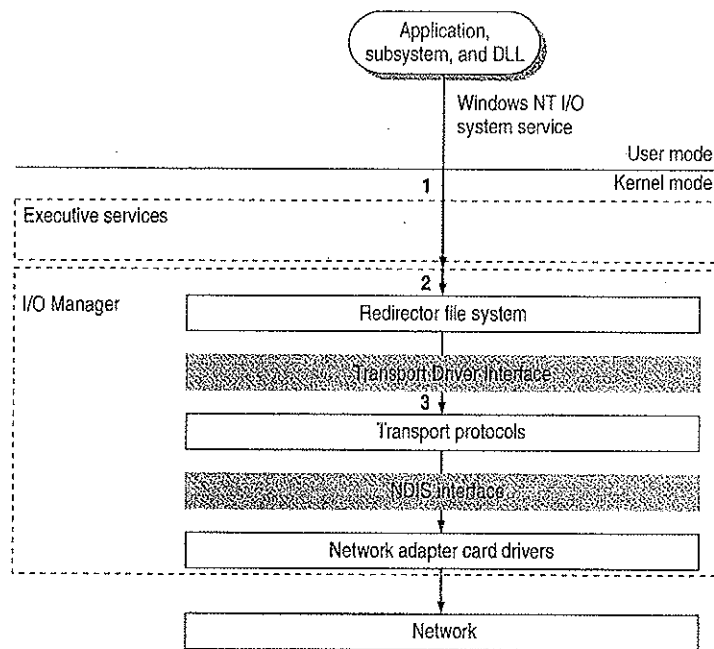 Application,
subsystem, and DLL
Windows NT I/O
system service
User mode
1
Kernel mode
Executive services
2
I/O Manager
Redirector file system
Transport Driver Interface
3
Transport protocols
NDIS interface
Network adapter card drivers
Network